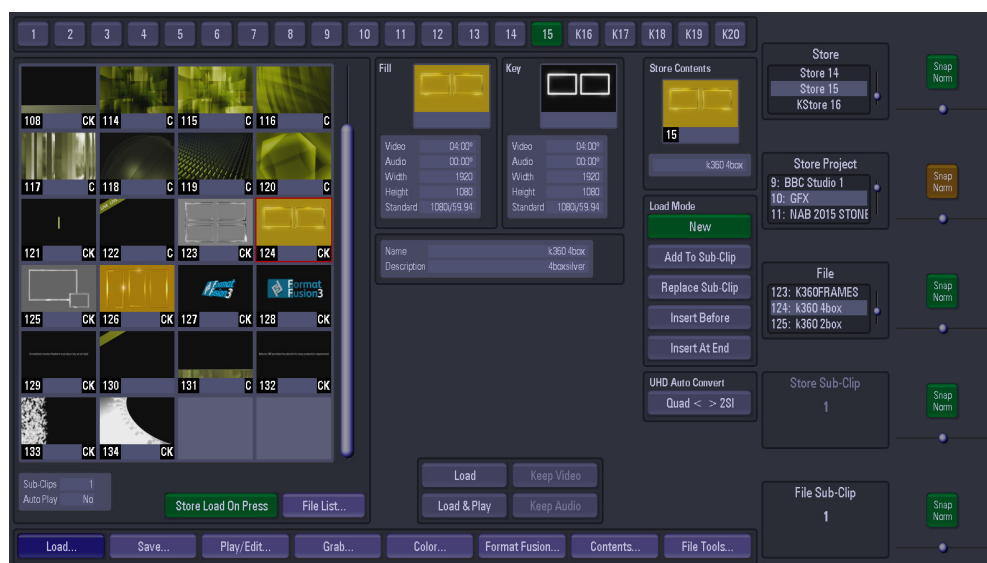 1 2 3 4 5 6 7 8 9 10 11 12 13 14 15 K16 K17 K18 K19 K20
108 CK 114 C 115 C 116 C
117 C 118 C 119 C 120 C
121 CK 122 C 123 CK 124 CK
Format Fusion3
Format Fusion3
125 CK 126 CK 127 CK 128 CK
129 CK 130 131 C 132 CK
133 CK 134 CK
Sub-Clips 1
Auto Play No
Store Load On Press File List...
Fill
Video 04:00
Audio 00:00
Width 1920
Height 1080
Standard 1080i/59.94
Key
Video 04:00
Audio 00:00
Width 1920
Height 1080
Standard 1080i/59.94
Name k360 4box
Description 4boxsilver
Load Keep Video
Load & Play Keep Audio
Store Contents
15
k360 4box
Load Mode
New
Add To Sub-Clip
Replace Sub-Clip
Insert Before
Insert At End
UHD Auto Convert
Quad < > 2SI
Store
Store 14
Store 15
KStore 16
Snap Norm
Store Project
9: BBC Studio 1
10: GFX
11: NAB 2015 STONE
Snap Norm
File
123: K360FRAMES
124: k360 4box
125: k360 2box
Snap Norm
Store Sub-Clip
1
Snap Norm
File Sub-Clip
1
Snap Norm
Load... Save... Play/Edit... Grab... Color... Format Fusion... Contents... File Tools...